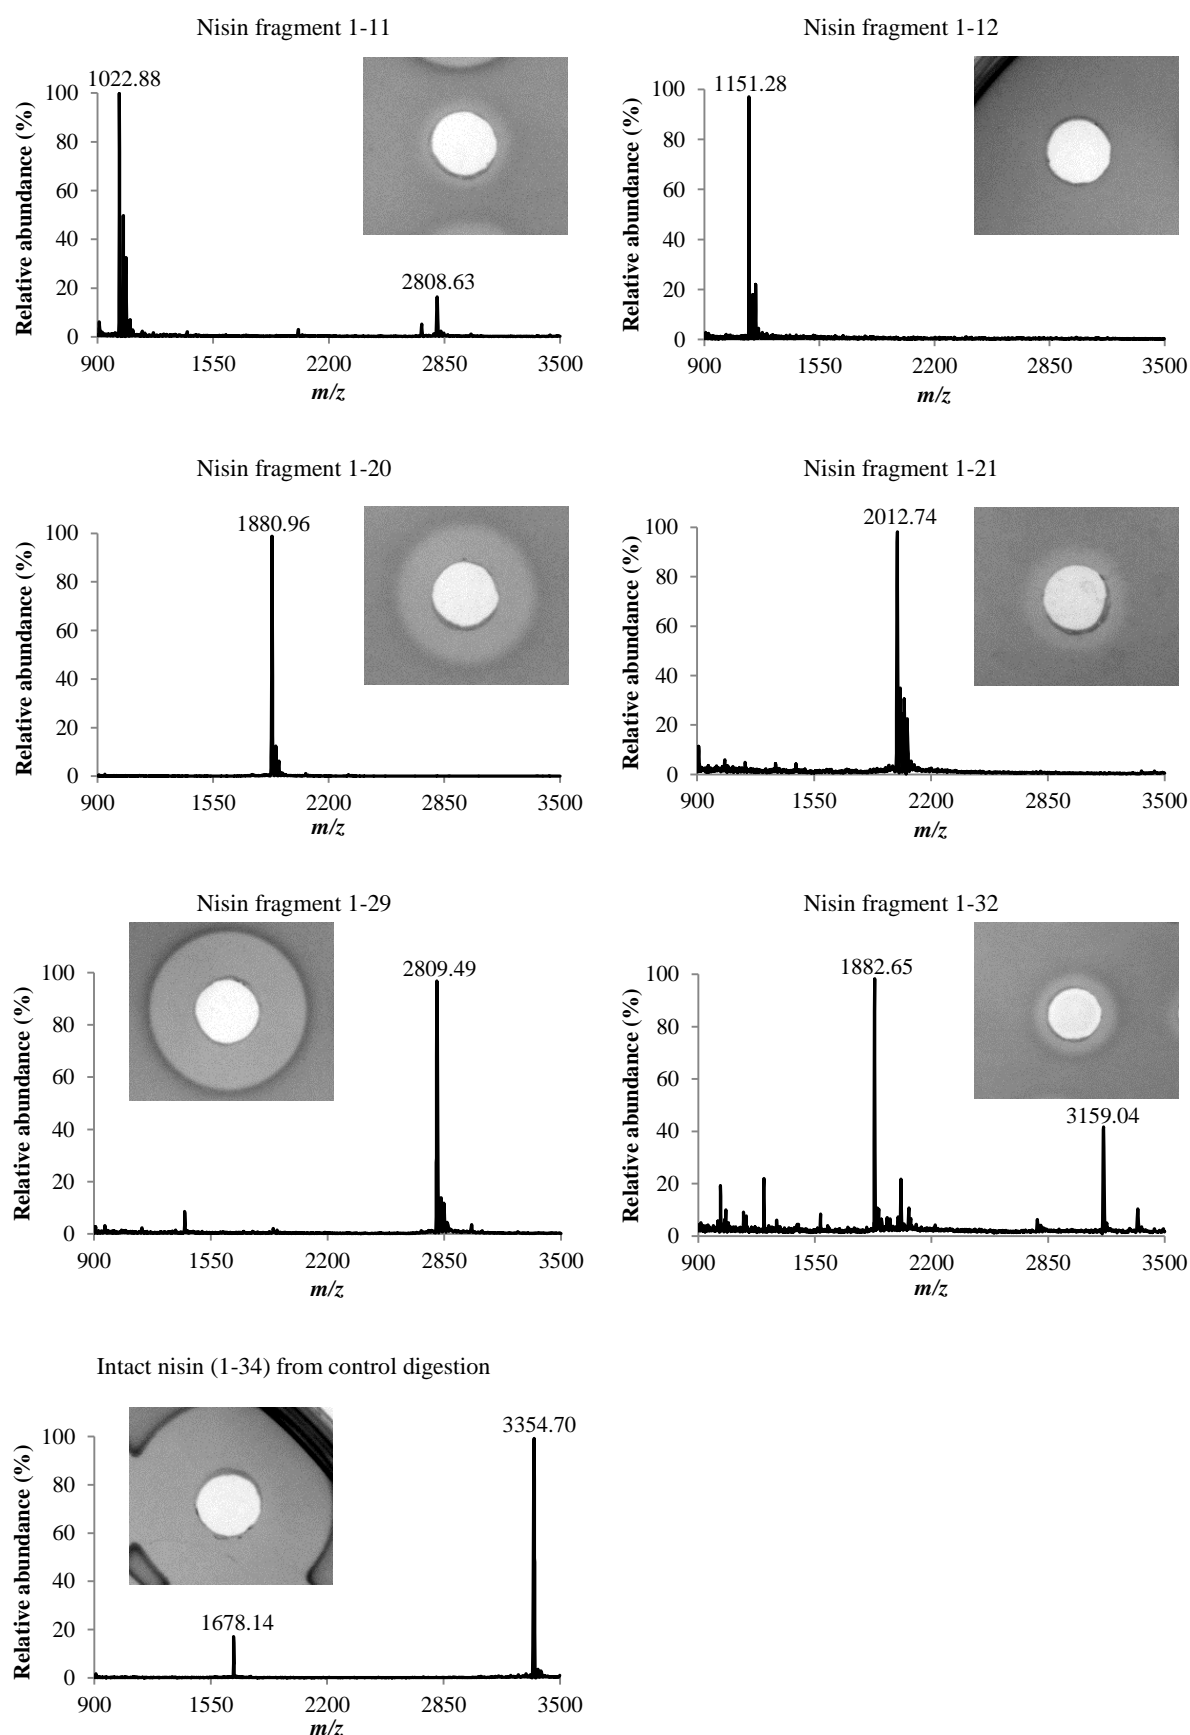 Nisin fragment 1-11
1022.88
2808.63
Relative abundance (%)
100
80
60
40
20
0
900 1550 2200 2850 3500
m/z
Nisin fragment 1-12
1151.28
Relative abundance (%)
100
80
60
40
20
0
900 1550 2200 2850 3500
m/z
Nisin fragment 1-20
1880.96
Relative abundance (%)
100
80
60
40
20
0
900 1550 2200 2850 3500
m/z
Nisin fragment 1-21
2012.74
Relative abundance (%)
100
80
60
40
20
0
900 1550 2200 2850 3500
m/z
Nisin fragment 1-29
2809.49
Relative abundance (%)
100
80
60
40
20
0
900 1550 2200 2850 3500
m/z
Nisin fragment 1-32
1882.65
3159.04
Relative abundance (%)
100
80
60
40
20
0
900 1550 2200 2850 3500
m/z
Intact nisin (1-34) from control digestion
3354.70
1678.14
Relative abundance (%)
100
80
60
40
20
0
900 1550 2200 2850 3500
m/z